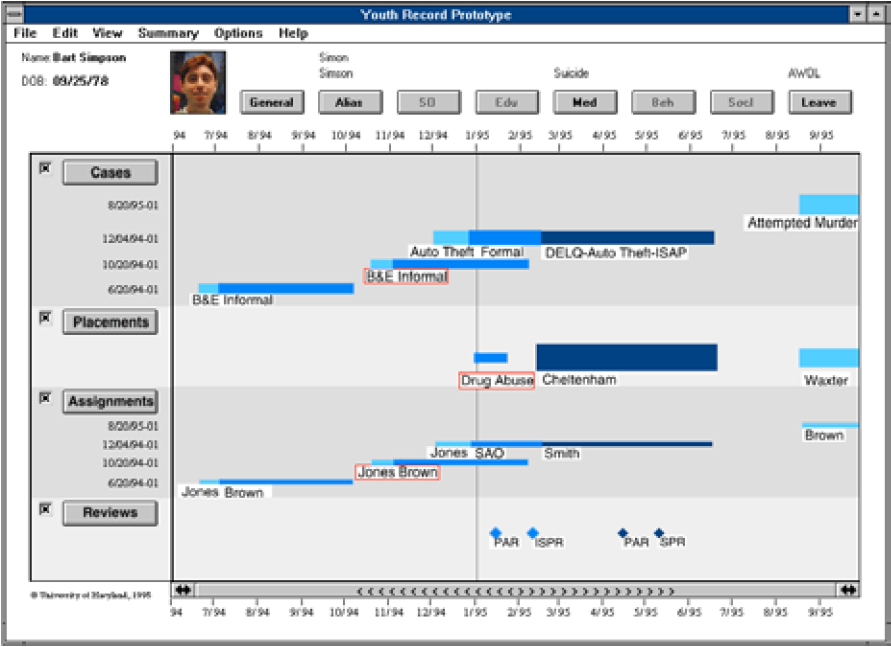 Youth Record Prototype
File Edit View Summary Options Help
Name: Bart Simpson
DOB: 09/25/78
Simon
Simson
Suicide
AWOL
General Alias SO Edu Med Beh Socl Leave
94 7/94 8/94 9/94 10/94 11/94 12/94 1/95 2/95 3/95 4/95 5/95 6/95 7/95 8/95 9/95
Cases
8/20/95-01
Attempted Murder
12/04/94-01
Auto Theft Formal DELQ-Auto Theft-ISAP
10/20/94-01
B&E Informal
6/20/94-01
B&E Informal
Placements
Drug Abuse Cheltenham Waxter
Assignments
8/20/95-01
Brown
12/04/94-01
Jones SAO Smith
10/20/94-01
Jones Brown
6/20/94-01
Jones Brown
Reviews
PAR ISPR PAR SPR
© University of Maryland, 1995
94 7/94 8/94 9/94 10/94 11/94 12/94 1/95 2/95 3/95 4/95 5/95 6/95 7/95 8/95 9/95